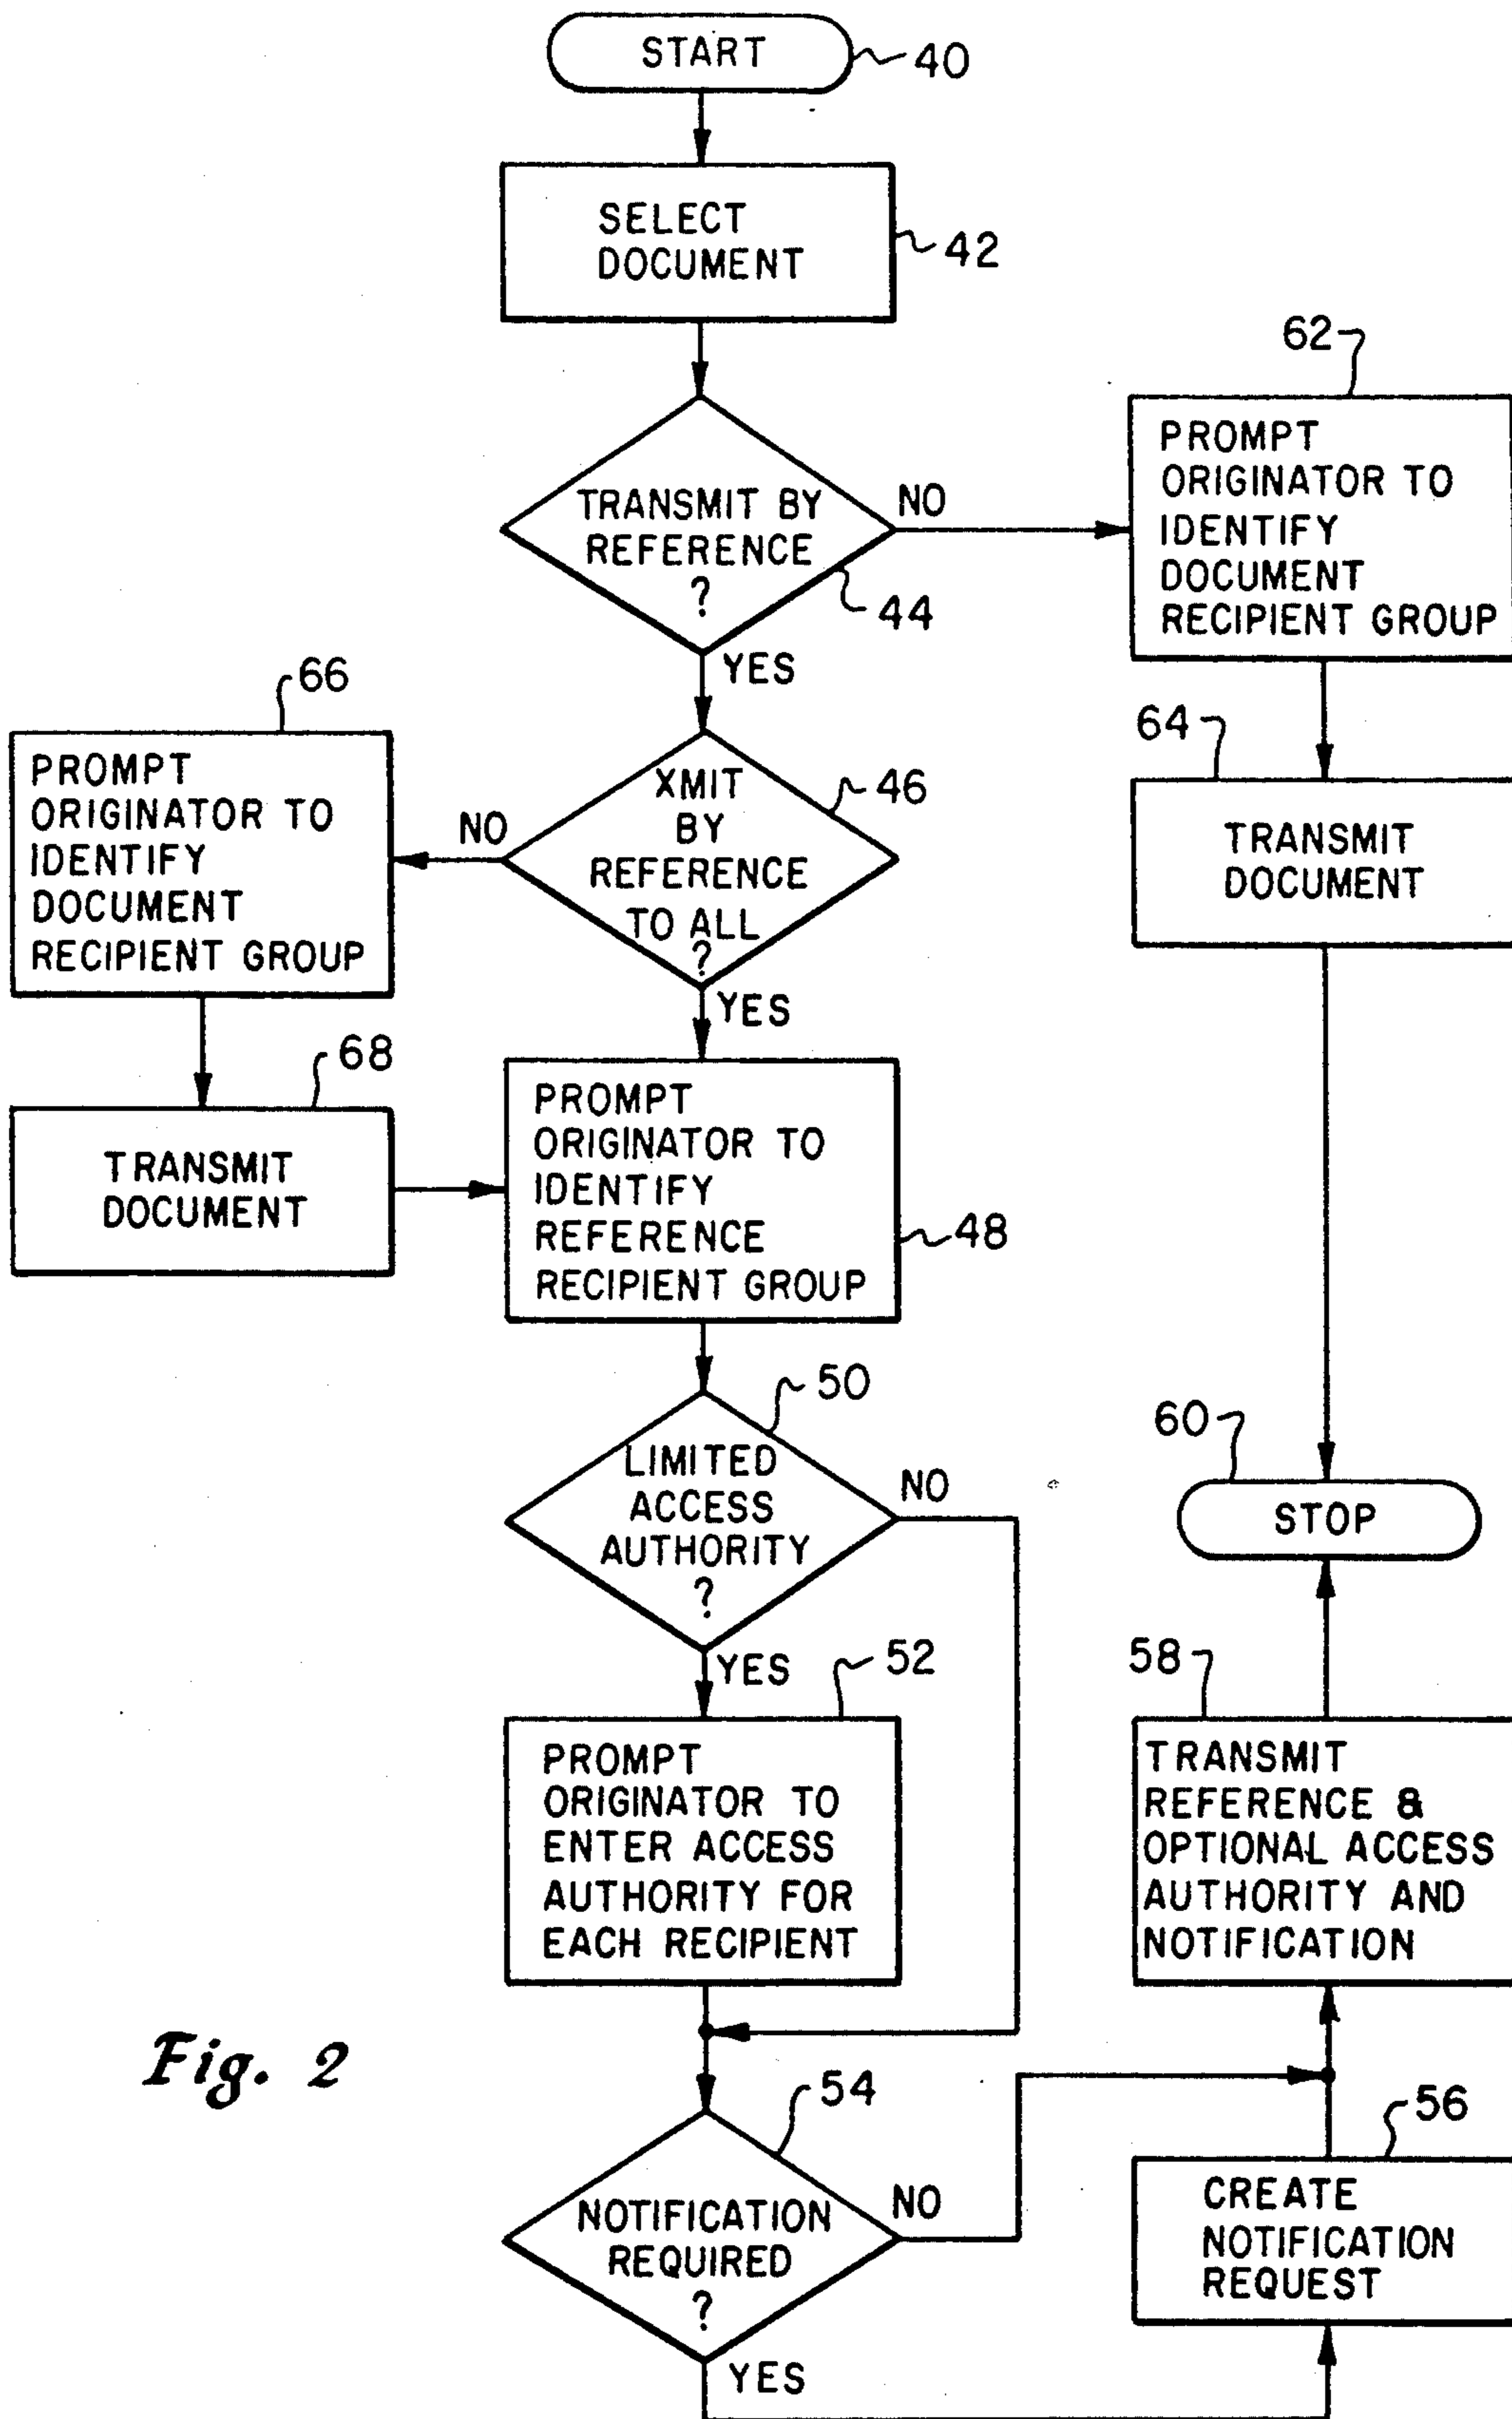 START
40
SELECT
DOCUMENT
42
TRANSMIT BY
REFERENCE
?
44
NO
YES
62
PROMPT
ORIGINATOR TO
IDENTIFY
DOCUMENT
RECIPIENT GROUP
64
TRANSMIT
DOCUMENT
XMIT
BY
REFERENCE
TO ALL
?
46
NO
YES
66
PROMPT
ORIGINATOR TO
IDENTIFY
DOCUMENT
RECIPIENT GROUP
68
TRANSMIT
DOCUMENT
PROMPT
ORIGINATOR TO
IDENTIFY
REFERENCE
RECIPIENT GROUP
48
50
LIMITED
ACCESS
AUTHORITY
?
NO
YES
52
PROMPT
ORIGINATOR TO
ENTER ACCESS
AUTHORITY FOR
EACH RECIPIENT
60
STOP
58
TRANSMIT
REFERENCE &
OPTIONAL ACCESS
AUTHORITY AND
NOTIFICATION
54
NOTIFICATION
REQUIRED
?
NO
YES
56
CREATE
NOTIFICATION
REQUEST
Fig. 2